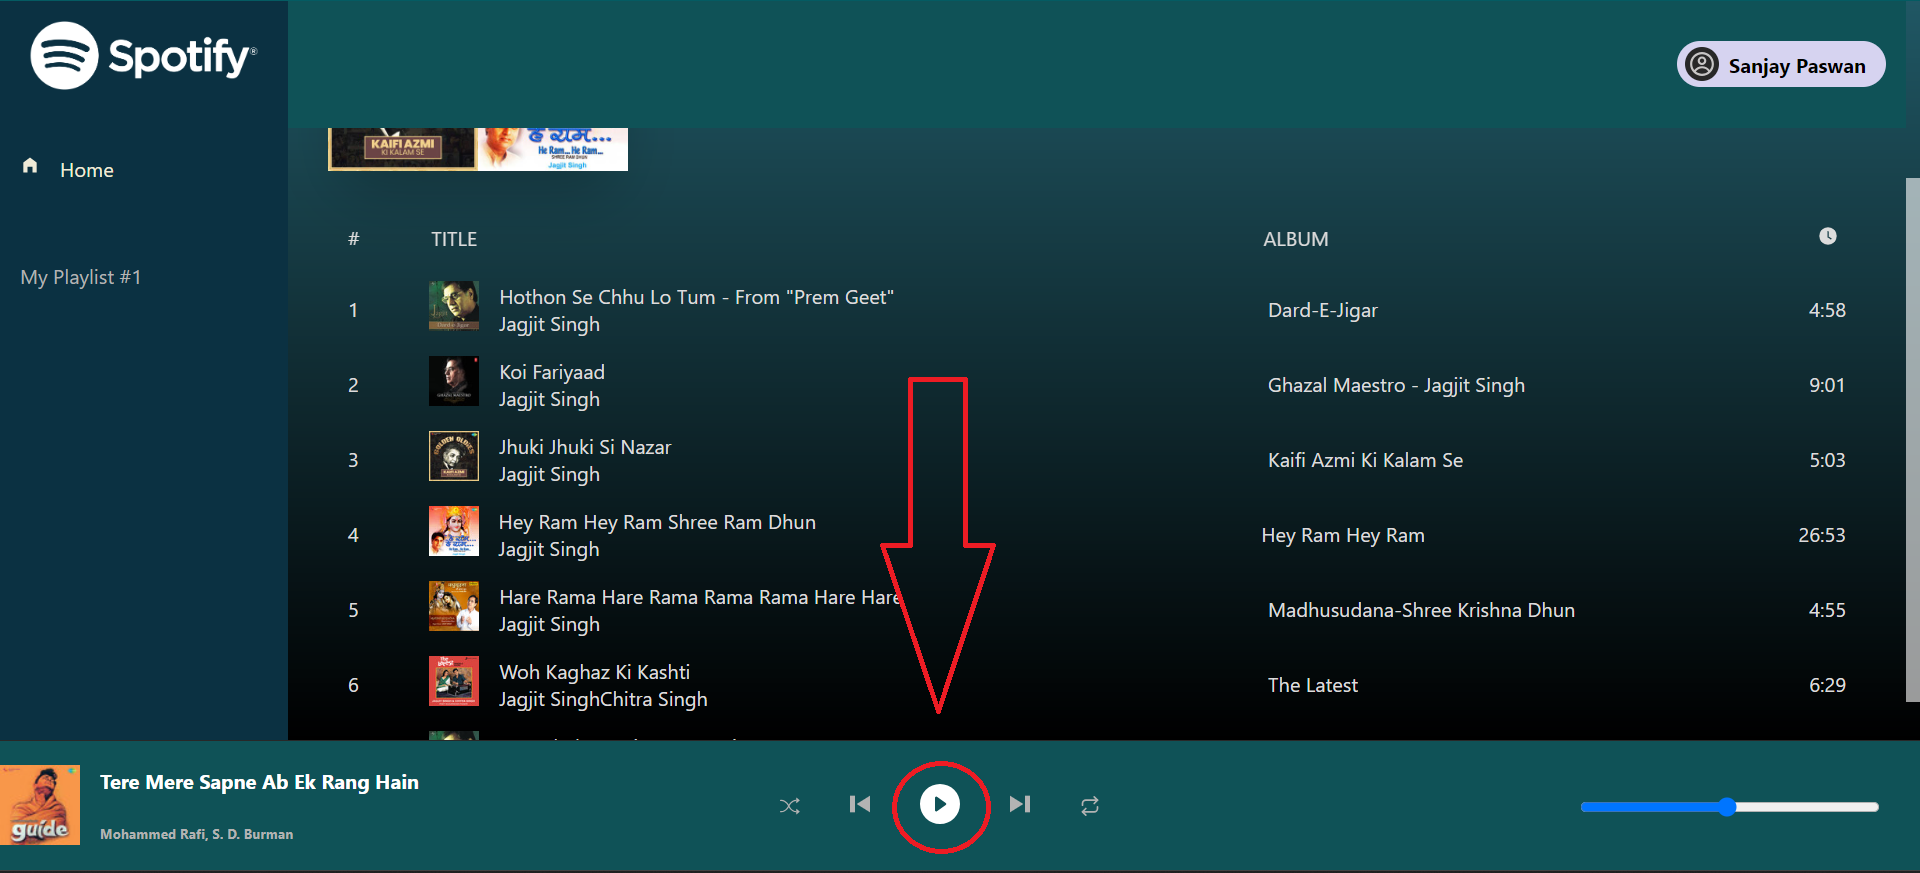 Spotify®
Sanjay Paswan
Home
My Playlist #1
KAIFI AZMI
KI KALAM SE
हे राम...
He Ram... He Ram...
SHREE RAM DHUN
Jagjit Singh
# TITLE ALBUM
1 Hothon Se Chhu Lo Tum - From "Prem Geet" Dard-E-Jigar 4:58
Jagjit Singh
2 Koi Fariyaad Ghazal Maestro - Jagjit Singh 9:01
Jagjit Singh
3 Jhuki Jhuki Si Nazar Kaifi Azmi Ki Kalam Se 5:03
Jagjit Singh
4 Hey Ram Hey Ram Shree Ram Dhun Hey Ram Hey Ram 26:53
Jagjit Singh
5 Hare Rama Hare Rama Rama Rama Hare Hare Madhusudana-Shree Krishna Dhun 4:55
Jagjit Singh
6 Woh Kaghaz Ki Kashti The Latest 6:29
Jagjit SinghChitra Singh
guide
Tere Mere Sapne Ab Ek Rang Hain
Mohammed Rafi, S. D. Burman